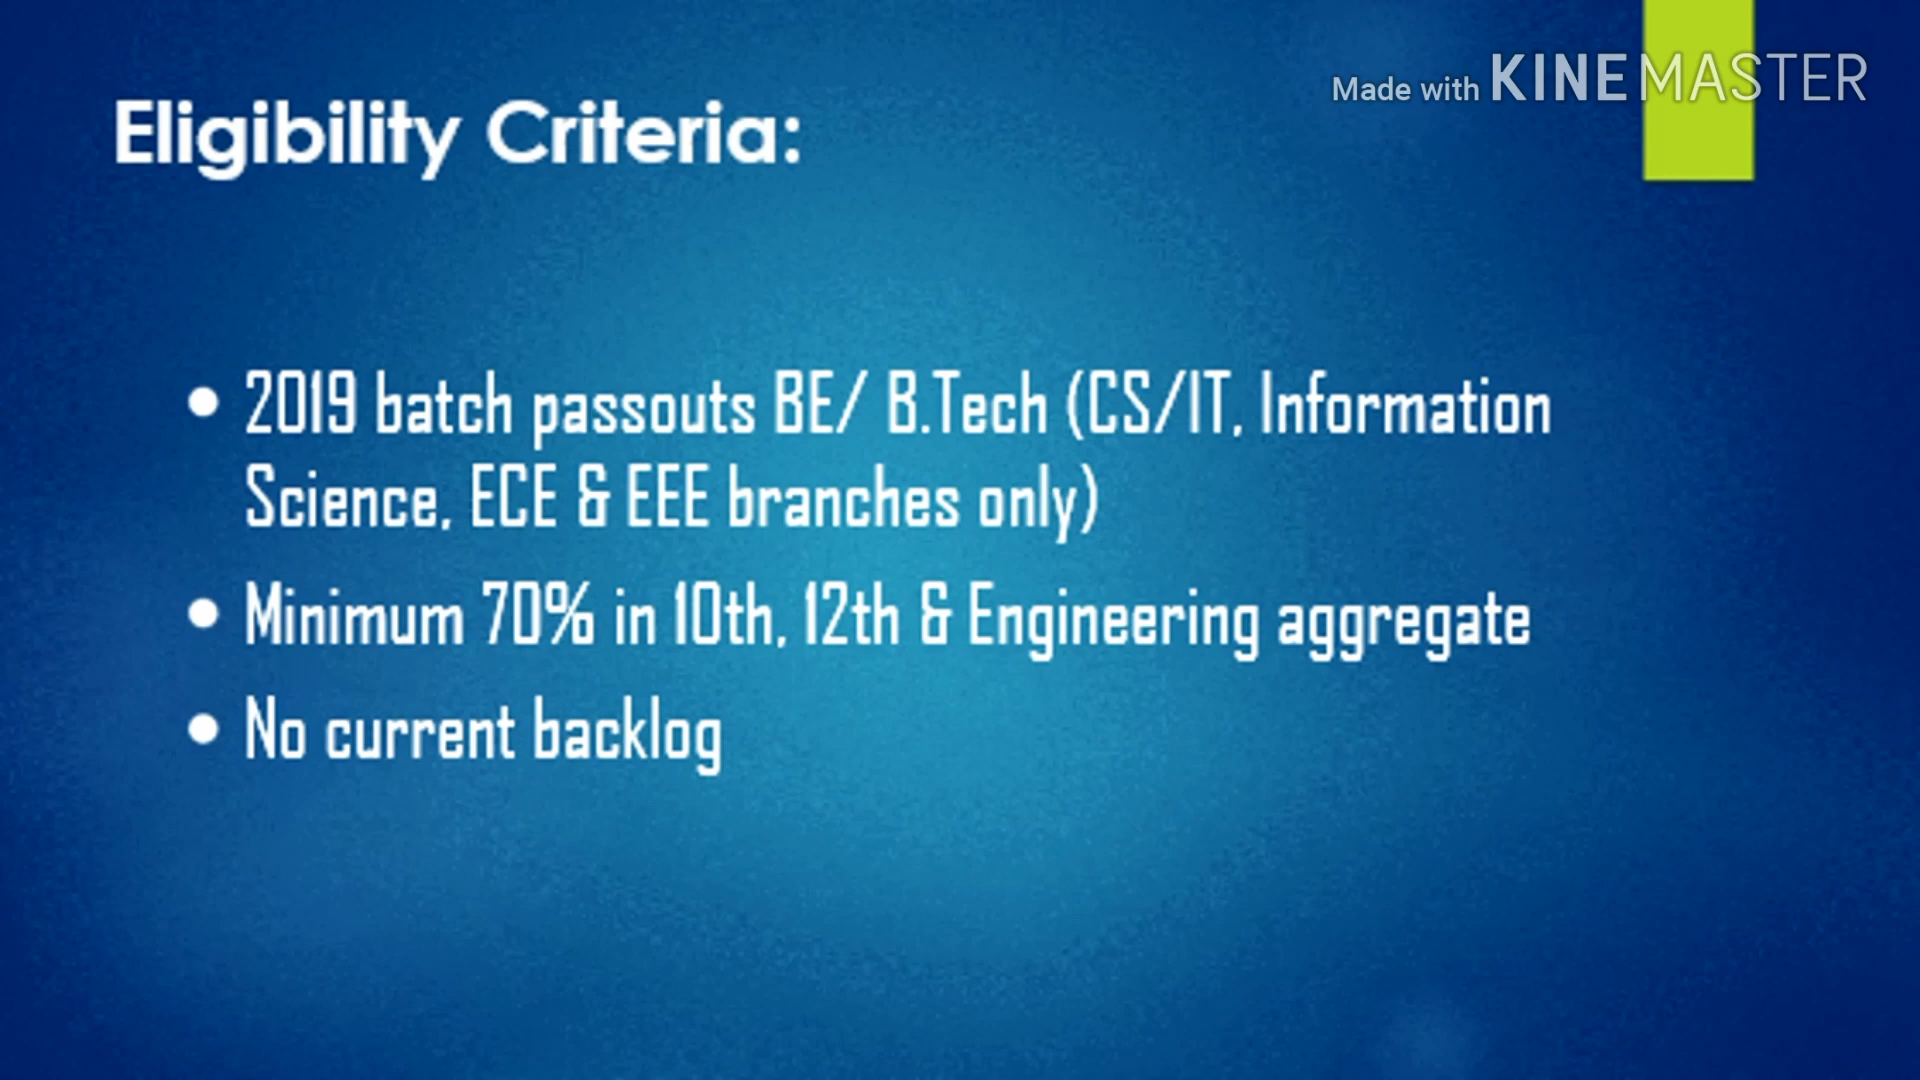 Made with KINEMASTER
Eligibility Criteria:
• 2019 batch passouts BE/ B.Tech (CS/IT, Information
Science, ECE & EEE branches only)
• Minimum 70% in 10th, 12th & Engineering aggregate
• No current backlog